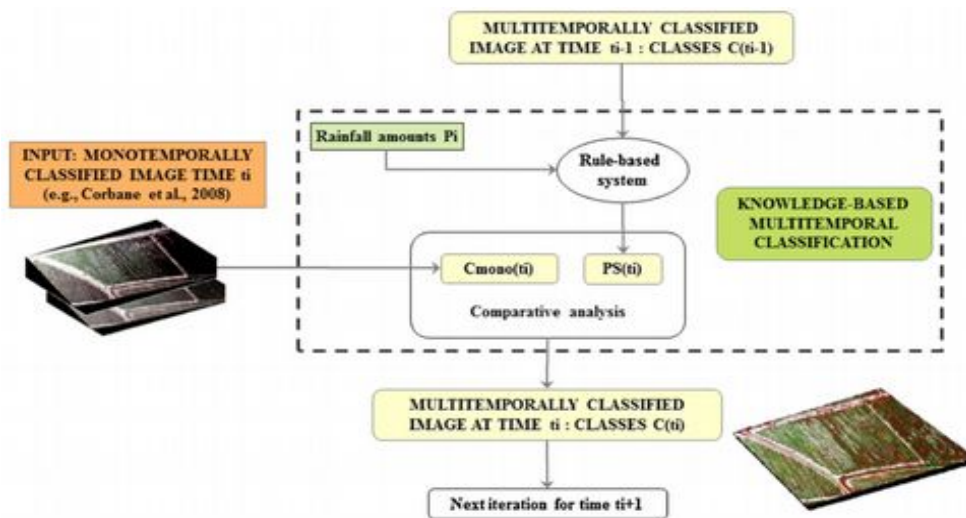 MULTITEMPORALLY CLASSIFIED
IMAGE AT TIME ti-1 : CLASSES C(ti-1)
Rainfall amounts Pi
INPUT: MONOTEMPORALLY
CLASSIFIED IMAGE TIME ti
(e.g., Corbane et al., 2008)
Rule-based
system
KNOWLEDGE-BASED
MULTITEMPORAL
CLASSIFICATION
Cmono(ti)
PS(ti)
Comparative analysis
MULTITEMPORALLY CLASSIFIED
IMAGE AT TIME ti : CLASSES C(ti)
Next iteration for time ti+1